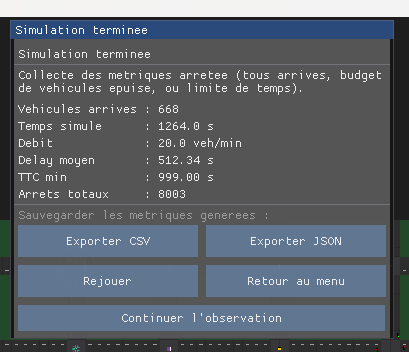 Simulation terminee
Simulation terminee
Collecte des metriques arretee (tous arrives, budget
de vehicules epuise, ou limite de temps).
Vehicules arrives : 668
Temps simule : 1264.0 s
Debit : 20.0 veh/min
Delay moyen : 512.34 s
TTC min : 999.00 s
Arrets totaux : 8003
Sauvegarder les metriques generees :
Exporter CSV
Exporter JSON
Rejouer
Retour au menu
Continuer l'observation